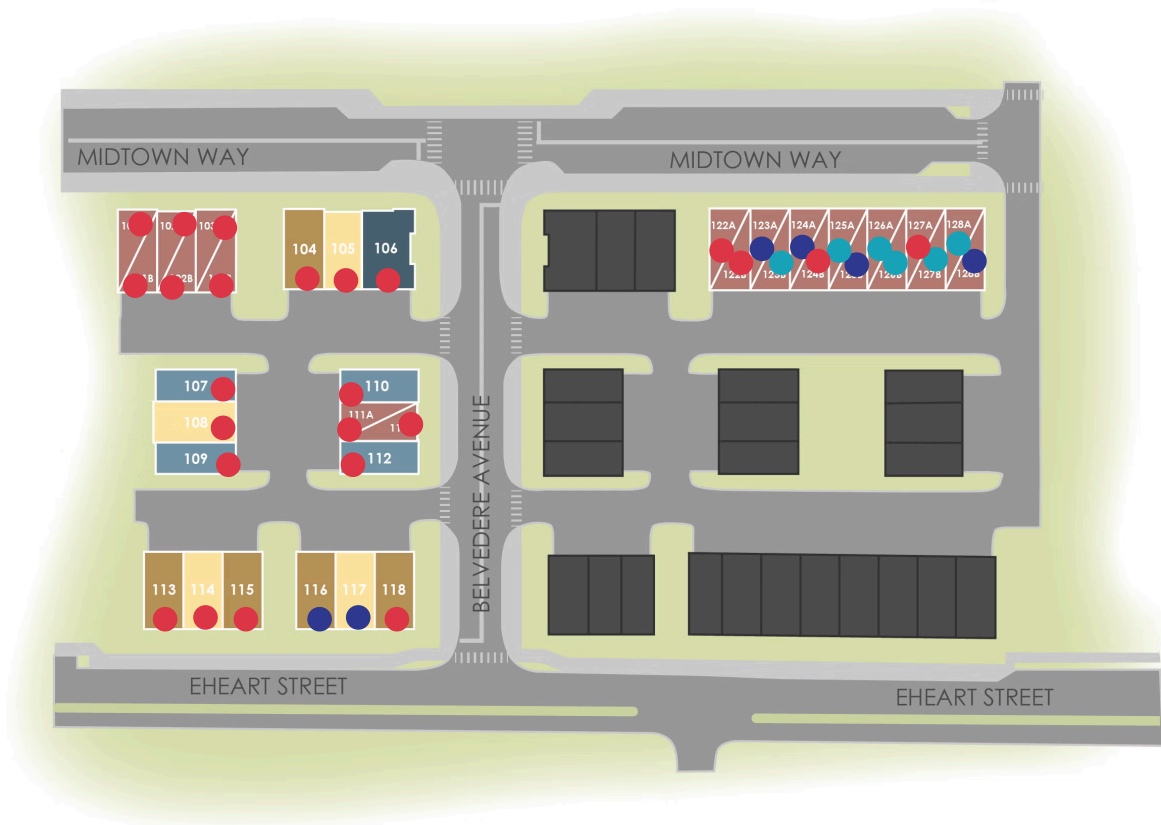 MIDTOWN WAY
MIDTOWN WAY
104
105
106
122A
123A
124A
125A
126A
127A
128A
127B
107
108
109
110
111A
112
BELVEDERE AVENUE
113
114
115
116
117
118
EHEART STREET
EHEART STREET